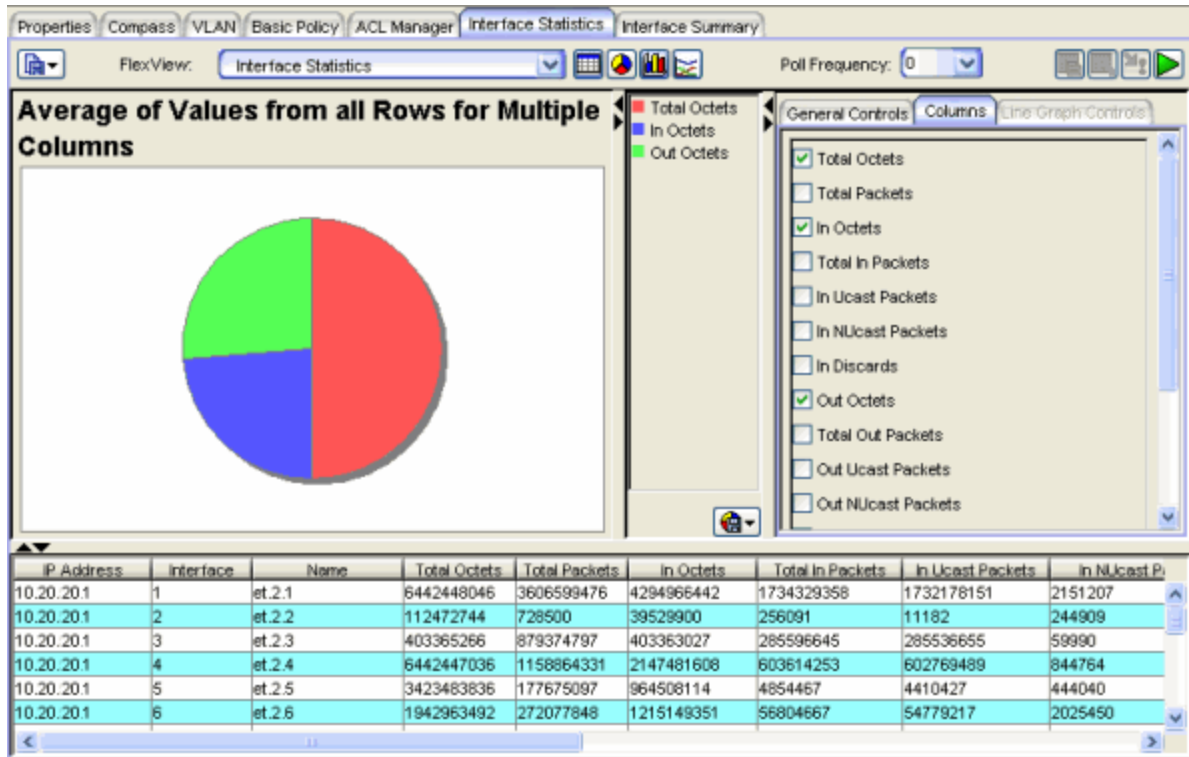 Properties Compass VLAN Basic Policy ACL Manager Interface Statistics Interface Summary
FlexView: Interface Statistics Poll Frequency: 0
Average of Values from all Rows for Multiple
Columns
Total Octets
In Octets
Out Octets
General Controls Columns Line Graph Controls
Total Octets
Total Packets
In Octets
Total In Packets
In Ucast Packets
In NUcast Packets
In Discards
Out Octets
Total Out Packets
Out Ucast Packets
Out NUcast Packets
IP Address Interface Name Total Octets Total Packets In Octets Total In Packets In Ucast Packets In NUcast P
10.20.20.1 1 et.2.1 6442448046 3606599476 4294966442 1734329358 1732178151 2151207
10.20.20.1 2 et.2.2 112472744 728500 39529900 256091 11182 244909
10.20.20.1 3 et.2.3 403365266 879374797 403363027 285596645 285536655 59990
10.20.20.1 4 et.2.4 6442447036 1158864331 2147481608 603614253 602769489 844764
10.20.20.1 5 et.2.5 3423483836 177675097 964508114 4854467 4410427 444040
10.20.20.1 6 et.2.6 1942963492 272077848 1215149351 56804667 54779217 2025450